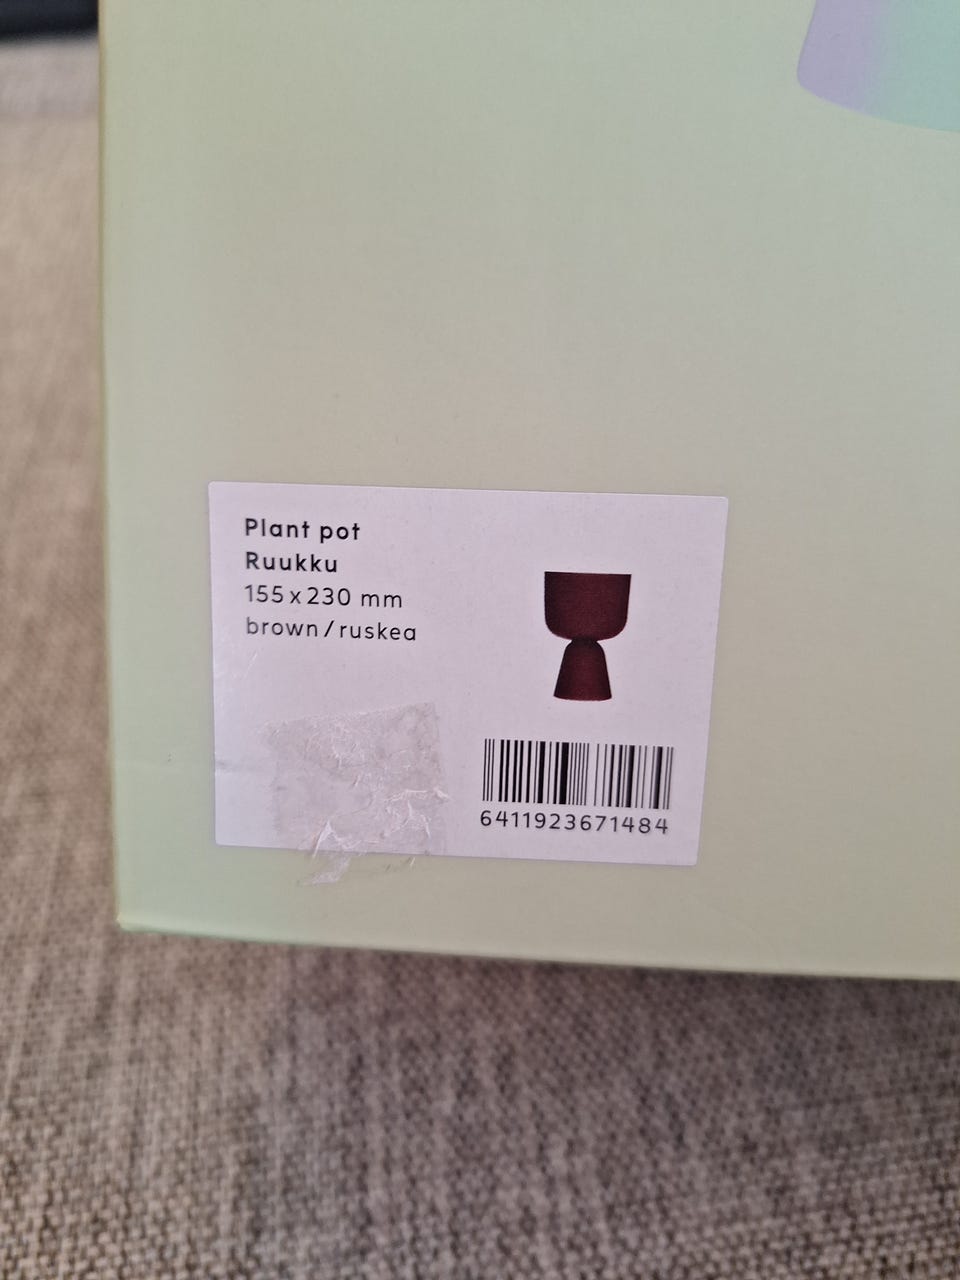 Plant pot
Ruukku
155 x 230 mm
brown / ruskea
6411923671484